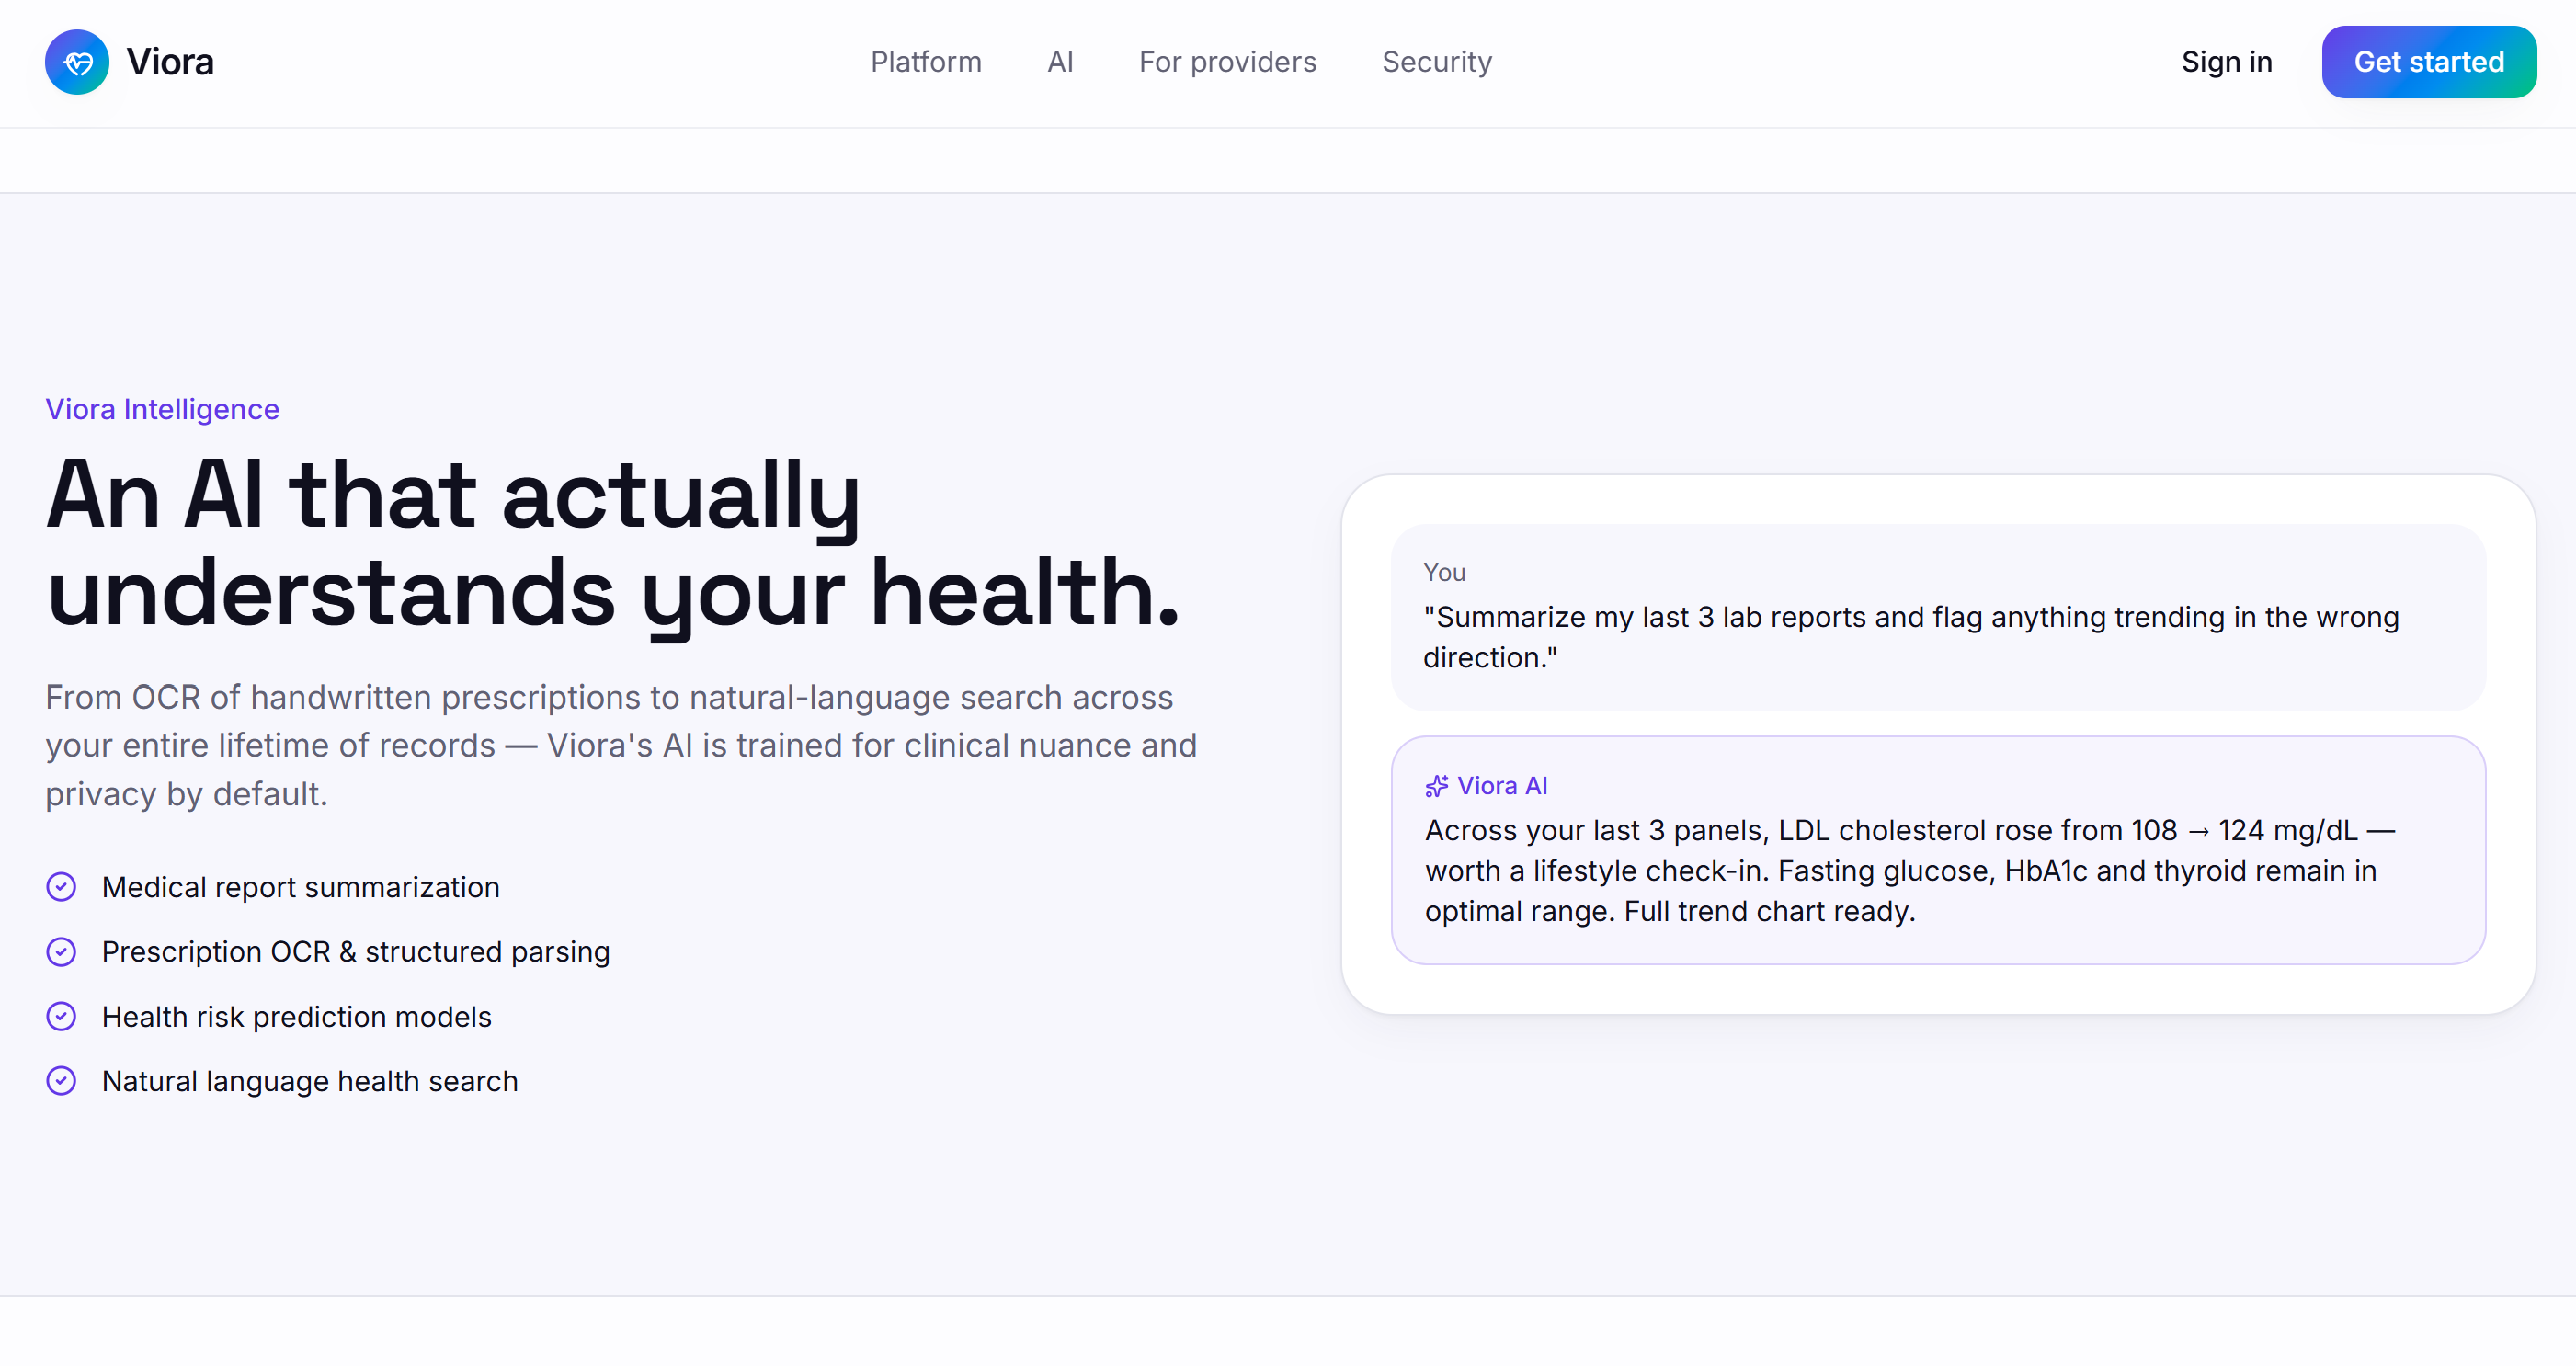 Viora
Platform
AI
For providers
Security
Sign in
Get started
Viora Intelligence
An AI that actually
understands your health.
From OCR of handwritten prescriptions to natural-language search across
your entire lifetime of records — Viora's AI is trained for clinical nuance and
privacy by default.
Medical report summarization
Prescription OCR & structured parsing
Health risk prediction models
Natural language health search
You
"Summarize my last 3 lab reports and flag anything trending in the wrong
direction."
Viora AI
Across your last 3 panels, LDL cholesterol rose from 108 → 124 mg/dL —
worth a lifestyle check-in. Fasting glucose, HbA1c and thyroid remain in
optimal range. Full trend chart ready.